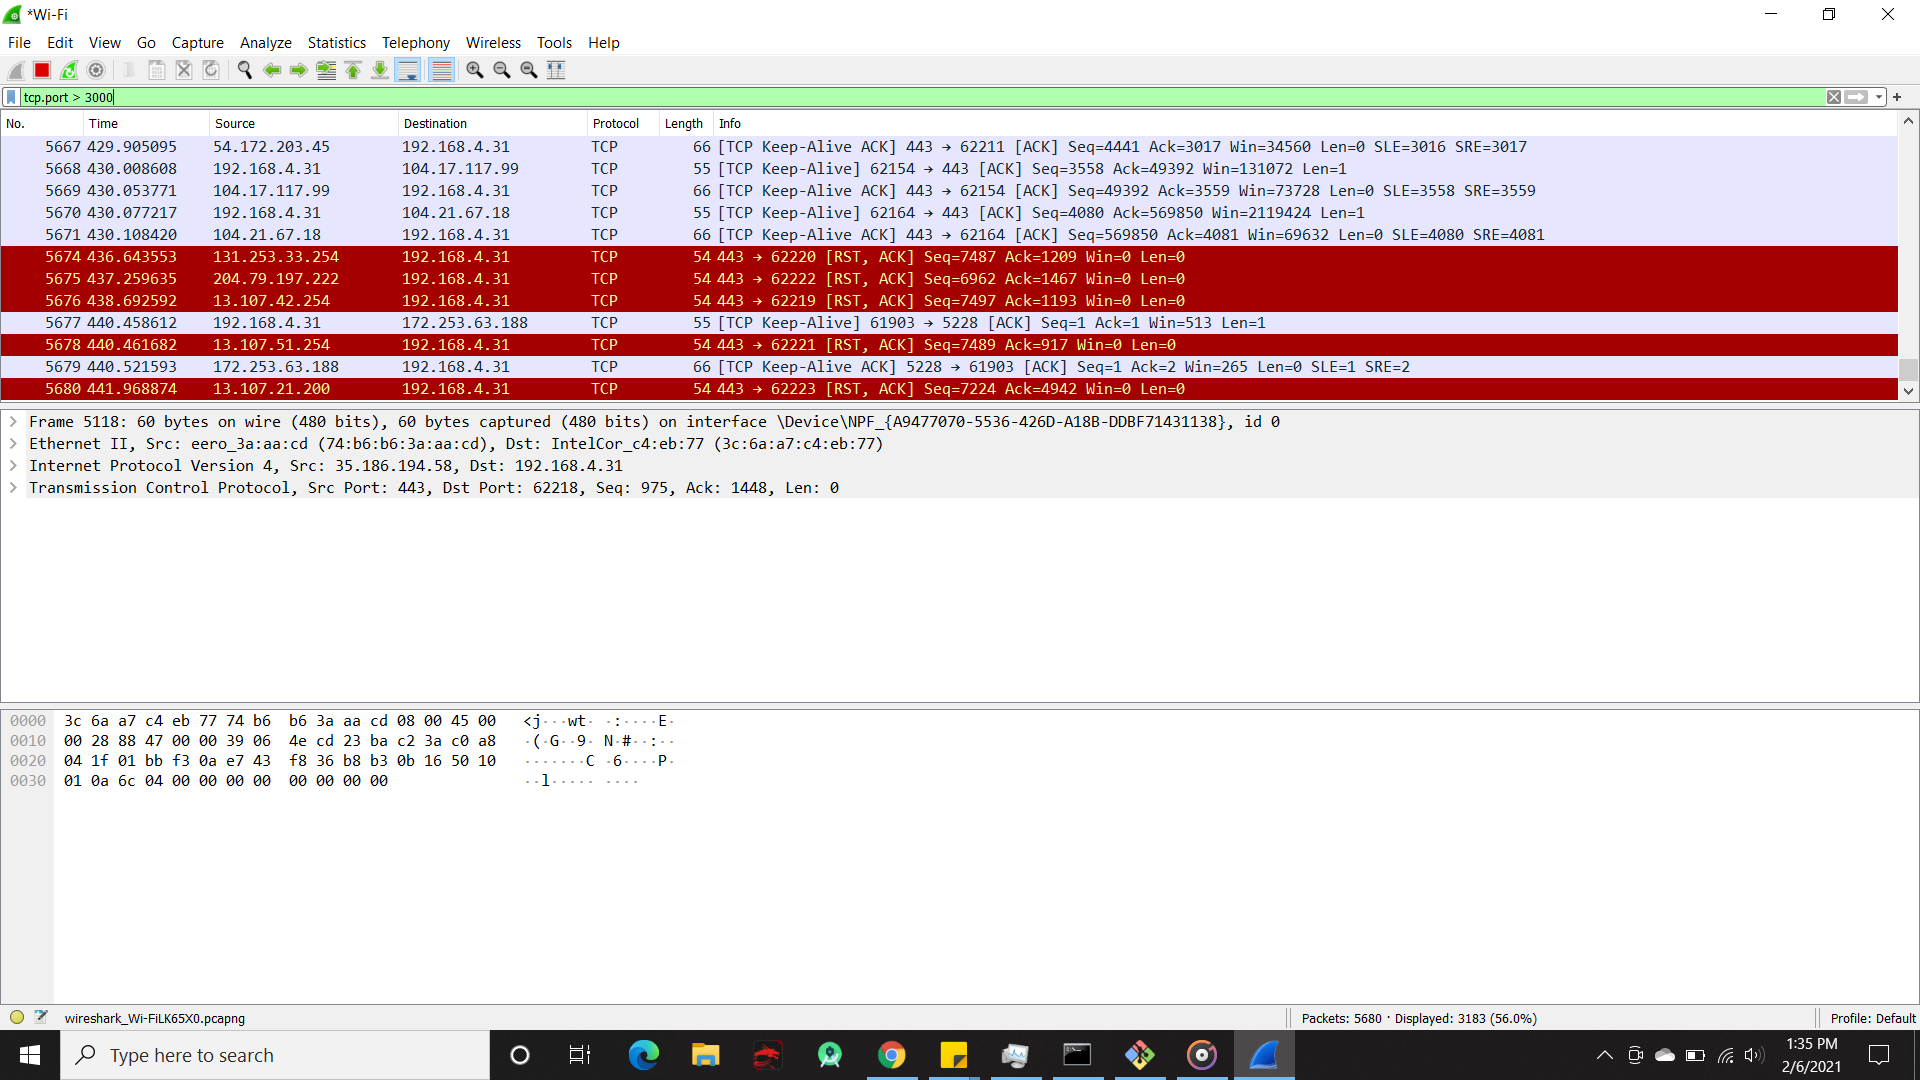 *Wi-Fi
File Edit View Go Capture Analyze Statistics Telephony Wireless Tools Help
tcp.port > 3000
No. Time Source Destination Protocol Length Info
5667 429.905095 54.172.203.45 192.168.4.31 TCP 66 [TCP Keep-Alive ACK] 443 → 62211 [ACK] Seq=4441 Ack=3017 Win=34560 Len=0 SLE=3016 SRE=3017
5668 430.008608 192.168.4.31 104.17.117.99 TCP 55 [TCP Keep-Alive] 62154 → 443 [ACK] Seq=3558 Ack=49392 Win=131072 Len=1
5669 430.053771 104.17.117.99 192.168.4.31 TCP 66 [TCP Keep-Alive ACK] 443 → 62154 [ACK] Seq=49392 Ack=3559 Win=73728 Len=0 SLE=3558 SRE=3559
5670 430.077217 192.168.4.31 104.21.67.18 TCP 55 [TCP Keep-Alive] 62164 → 443 [ACK] Seq=4080 Ack=569850 Win=2119424 Len=1
5671 430.108420 104.21.67.18 192.168.4.31 TCP 66 [TCP Keep-Alive ACK] 443 → 62164 [ACK] Seq=569850 Ack=4081 Win=69632 Len=0 SLE=4080 SRE=4081
5674 436.643553 131.253.33.254 192.168.4.31 TCP 54 443 → 62220 [RST, ACK] Seq=7487 Ack=1209 Win=0 Len=0
5675 437.259635 204.79.197.222 192.168.4.31 TCP 54 443 → 62222 [RST, ACK] Seq=6962 Ack=1467 Win=0 Len=0
5676 438.692592 13.107.42.254 192.168.4.31 TCP 54 443 → 62219 [RST, ACK] Seq=7497 Ack=1193 Win=0 Len=0
5677 440.458612 192.168.4.31 172.253.63.188 TCP 55 [TCP Keep-Alive] 61903 → 5228 [ACK] Seq=1 Ack=1 Win=513 Len=1
5678 440.461682 13.107.51.254 192.168.4.31 TCP 54 443 → 62221 [RST, ACK] Seq=7489 Ack=917 Win=0 Len=0
5679 440.521593 172.253.63.188 192.168.4.31 TCP 66 [TCP Keep-Alive ACK] 5228 → 61903 [ACK] Seq=1 Ack=2 Win=265 Len=0 SLE=1 SRE=2
5680 441.968874 13.107.21.200 192.168.4.31 TCP 54 443 → 62223 [RST, ACK] Seq=7224 Ack=4942 Win=0 Len=0
Frame 5118: 60 bytes on wire (480 bits), 60 bytes captured (480 bits) on interface \Device\NPF_{A9477070-5536-426D-A18B-DDBF71431138}, id 0
Ethernet II, Src: eero_3a:aa:cd (74:b6:b6:3a:aa:cd), Dst: IntelCor_c4:eb:77 (3c:6a:a7:c4:eb:77)
Internet Protocol Version 4, Src: 35.186.194.58, Dst: 192.168.4.31
Transmission Control Protocol, Src Port: 443, Dst Port: 62218, Seq: 975, Ack: 1448, Len: 0
0000 3c 6a a7 c4 eb 77 74 b6 b6 3a aa cd 08 00 45 00 <j···wt· ·:····E·
0010 00 28 88 47 00 00 39 06 4e cd 23 ba c2 3a c0 a8 ·(·G··9· N·#··:··
0020 04 1f 01 bb f3 0a e7 43 f8 36 b8 b3 0b 16 50 10 ·······C ·6····P·
0030 01 0a 6c 04 00 00 00 00 00 00 00 00 ··l····· ····
wireshark_Wi-FiLK65X0.pcapng
Packets: 5680 · Displayed: 3183 (56.0%)
Profile: Default
Type here to search
1:35 PM
2/6/2021